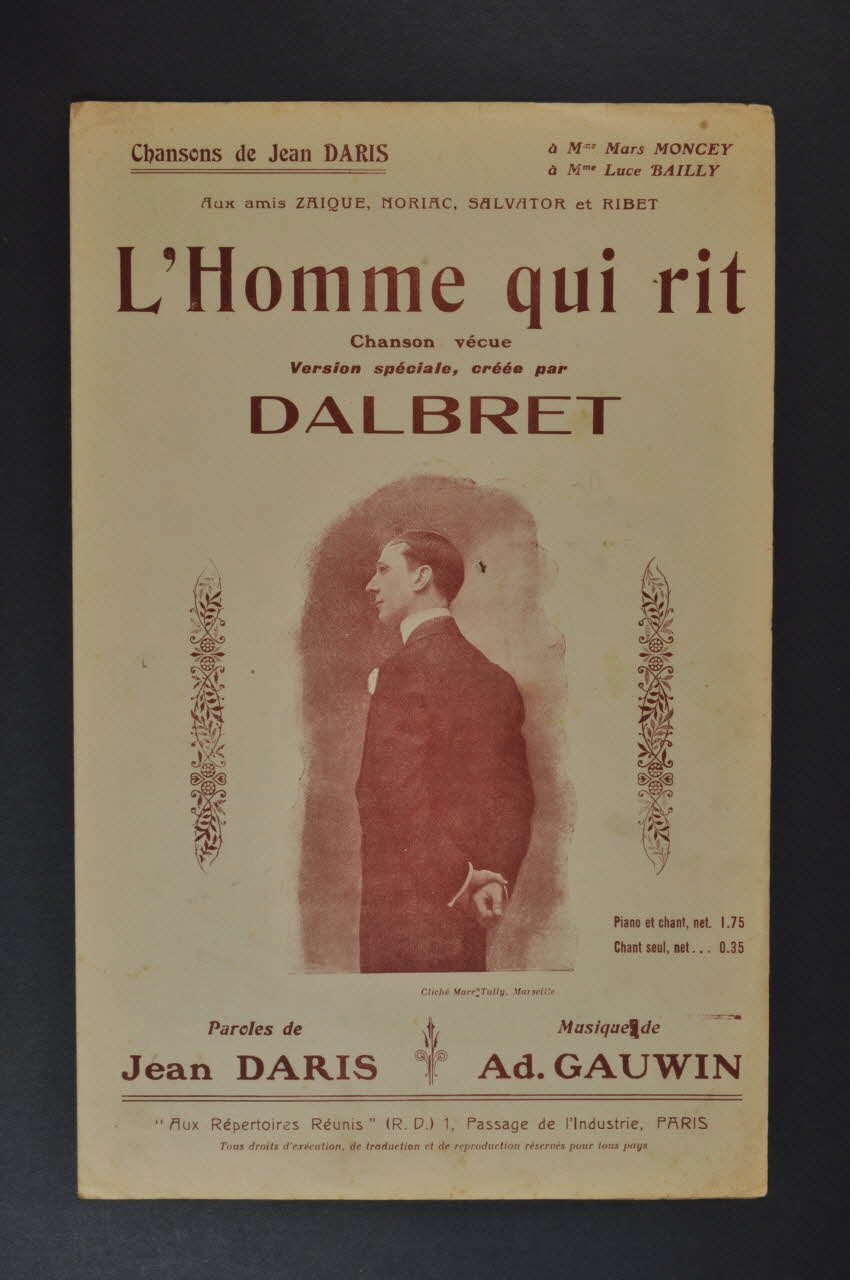 Chansons de Jean DARIS
à Mme Mars MONCEY
à Mme Luce BAILLY
Aux amis ZAIQUE, NORIAC, SALVATOR et RIBET
L'Homme qui rit
Chanson vécue
Version spéciale, créée par
DALBRET
Piano et chant, net. 1.75
Chant seul, net... 0.35
Cliché Tully, Marseille
Paroles de
Jean DARIS
Musique de
Ad. GAUWIN
"Aux Répertoires Réunis" (R. D.) 1, Passage de l'Industrie, PARIS
Tous droits d'exécution, de traduction et de reproduction réservés pour tous pays